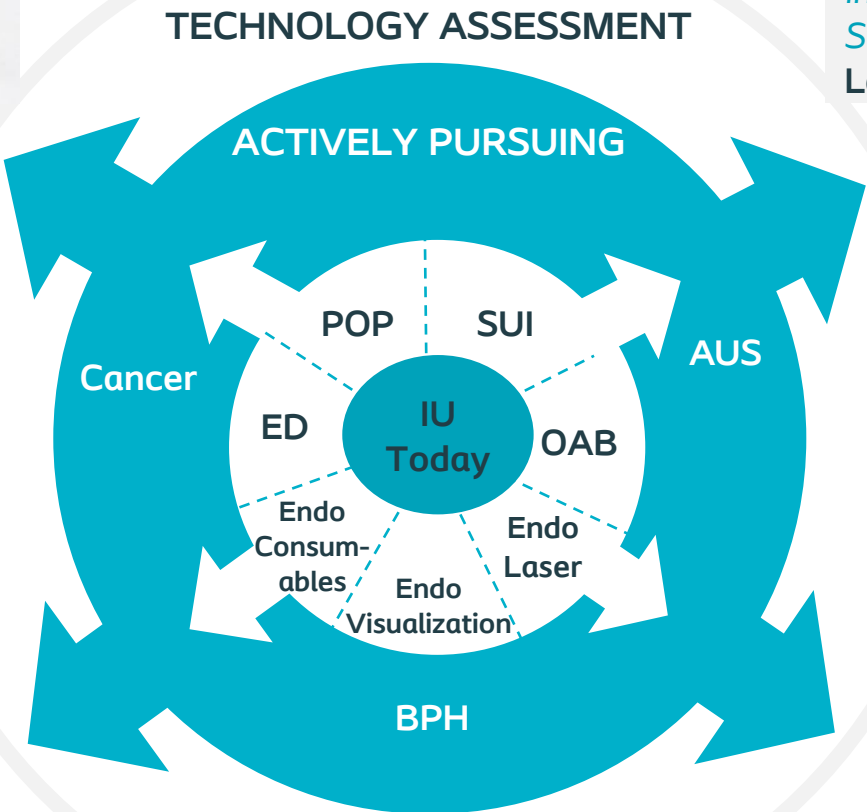 TECHNOLOGY ASSESSMENT
ACTIVELY PURSUING
POP
SUI
AUS
Cancer
ED
IU
Today
OAB
Endo
Consum-
ables
Endo
Visualization
Endo
Laser
BPH